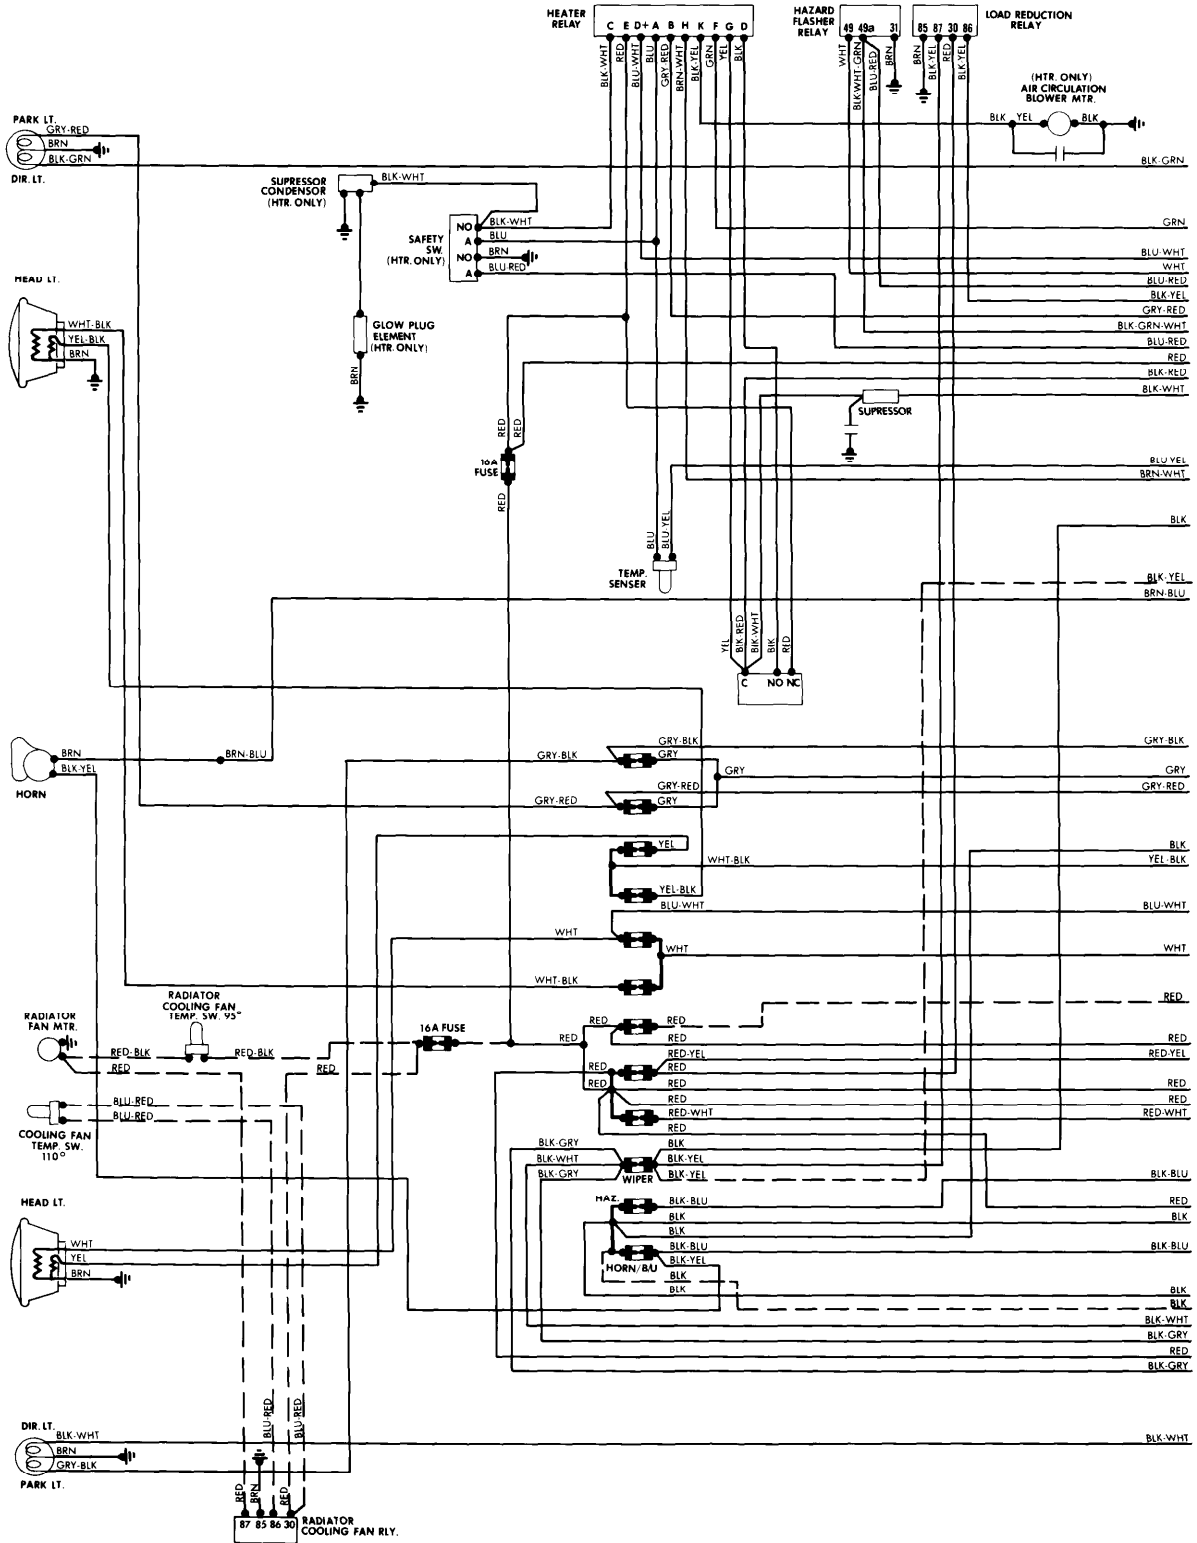 HEATER
RELAY
C E D+ A B H K F G D
BLK-WHT
RED
BLU-WHT
BLU
GRY-RED
BRN-WHT
BLK-YEL
GRN
YEL
BLK
HAZARD
FLASHER
RELAY
49 49a 31
WHT
BLK-WHT-GRN
BLU-RED
BRN
85 87 30 86
LOAD REDUCTION
RELAY
BRN
BLK-YEL
RED
BLK-YEL
(HTR. ONLY)
AIR CIRCULATION
BLOWER MTR.
BLK YEL BLK
PARK LT.
GRY-RED
BRN
BLK-GRN
DIR. LT.
BLK-GRN
SUPRESSOR
CONDENSOR
(HTR. ONLY)
BLK-WHT
SAFETY
SW.
(HTR. ONLY)
NO BLK-WHT
A BLU
NO BRN
A BLU-RED
GRN
BLU-WHT
WHT
BLU-RED
BLK-YEL
GRY-RED
BLK-GRN-WHT
BLU-RED
RED
BLK-RED
BLK-WHT
HEAD LT.
WHT-BLK
YEL-BLK
BRN
GLOW PLUG
ELEMENT
(HTR. ONLY)
BRN
SUPRESSOR
RED
RED
16A
FUSE
RED
BLU YEL
BRN-WHT
BLK
BLU
BLU-YEL
TEMP.
SENSER
BLK-YEL
BRN-BLU
YEL
BLK-RED
BLK-WHT
BLK
RED
C NO NC
HORN
BRN
BLK-YEL
BRN-BLU
GRY-BLK
GRY-BLK
GRY
GRY-BLK
GRY
GRY
GRY-RED
GRY-RED
GRY-RED
GRY
YEL
BLK
WHT-BLK
YEL-BLK
YEL-BLK
BLU-WHT
BLU-WHT
WHT
WHT
WHT
WHT-BLK
RADIATOR
COOLING FAN
TEMP. SW. 95°
RADIATOR
FAN MTR.
RED-BLK
RED-BLK
RED
RED
16A FUSE
RED
RED
RED
RED
RED
RED
RED-YEL
RED-YEL
RED
RED
RED
RED
RED
RED
RED
RED-WHT
RED-WHT
RED
BLU-RED
BLU-RED
COOLING FAN
TEMP. SW.
110°
BLK-GRY
BLK-WHT
BLK-GRY
BLK
BLK-YEL
BLK-YEL
WIPER
BLK-BLU
HAZ.
BLK-BLU
RED
BLK
BLK
BLK
BLK-BLU
BLK-BLU
BLK-YEL
HORN/B/U
BLK
BLK
BLK
BLK
BLK-WHT
BLK-GRY
RED
BLK-GRY
HEAD LT.
WHT
YEL
BRN
DIR. LT.
BLK-WHT
BRN
GRY-BLK
PARK LT.
BLK-WHT
RED
BRN
BLU-RED
RED
BLU-RED
87 85 86 30
RADIATOR
COOLING FAN RLY.